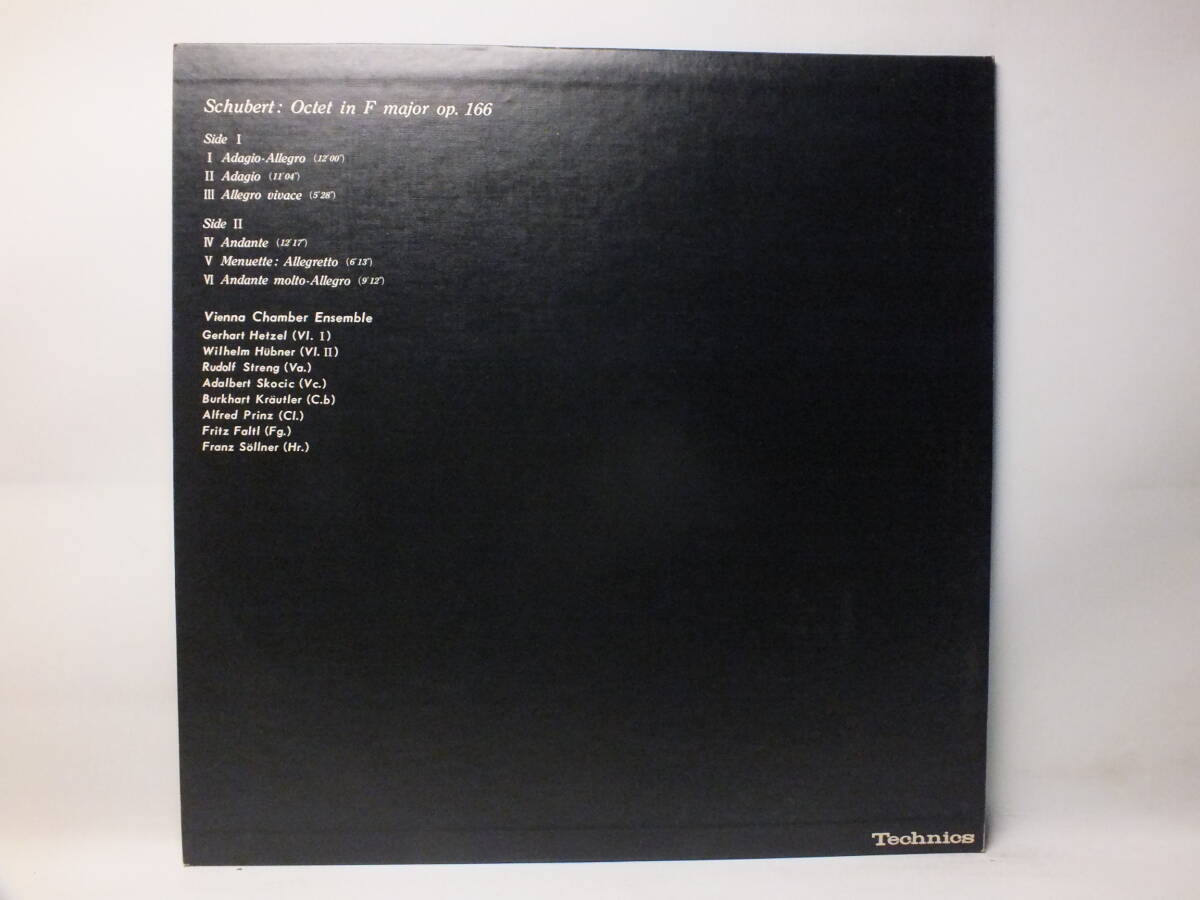 Schubert: Octet in F major op. 166
Side I
I Adagio-Allegro (12'00")
II Adagio (11'04")
III Allegro vivace (5'28")
Side II
IV Andante (12'17")
V Menuette: Allegretto (6'13")
VI Andante molto-Allegro (9'12")
Vienna Chamber Ensemble
Gerhart Hetzel (Vl. I)
Wilhelm Hübner (Vl. II)
Rudolf Streng (Va.)
Adalbert Skocic (Vc.)
Burkhart Kräutler (C.b)
Alfred Prinz (Cl.)
Fritz Faltl (Fg.)
Franz Söllner (Hr.)
Technics